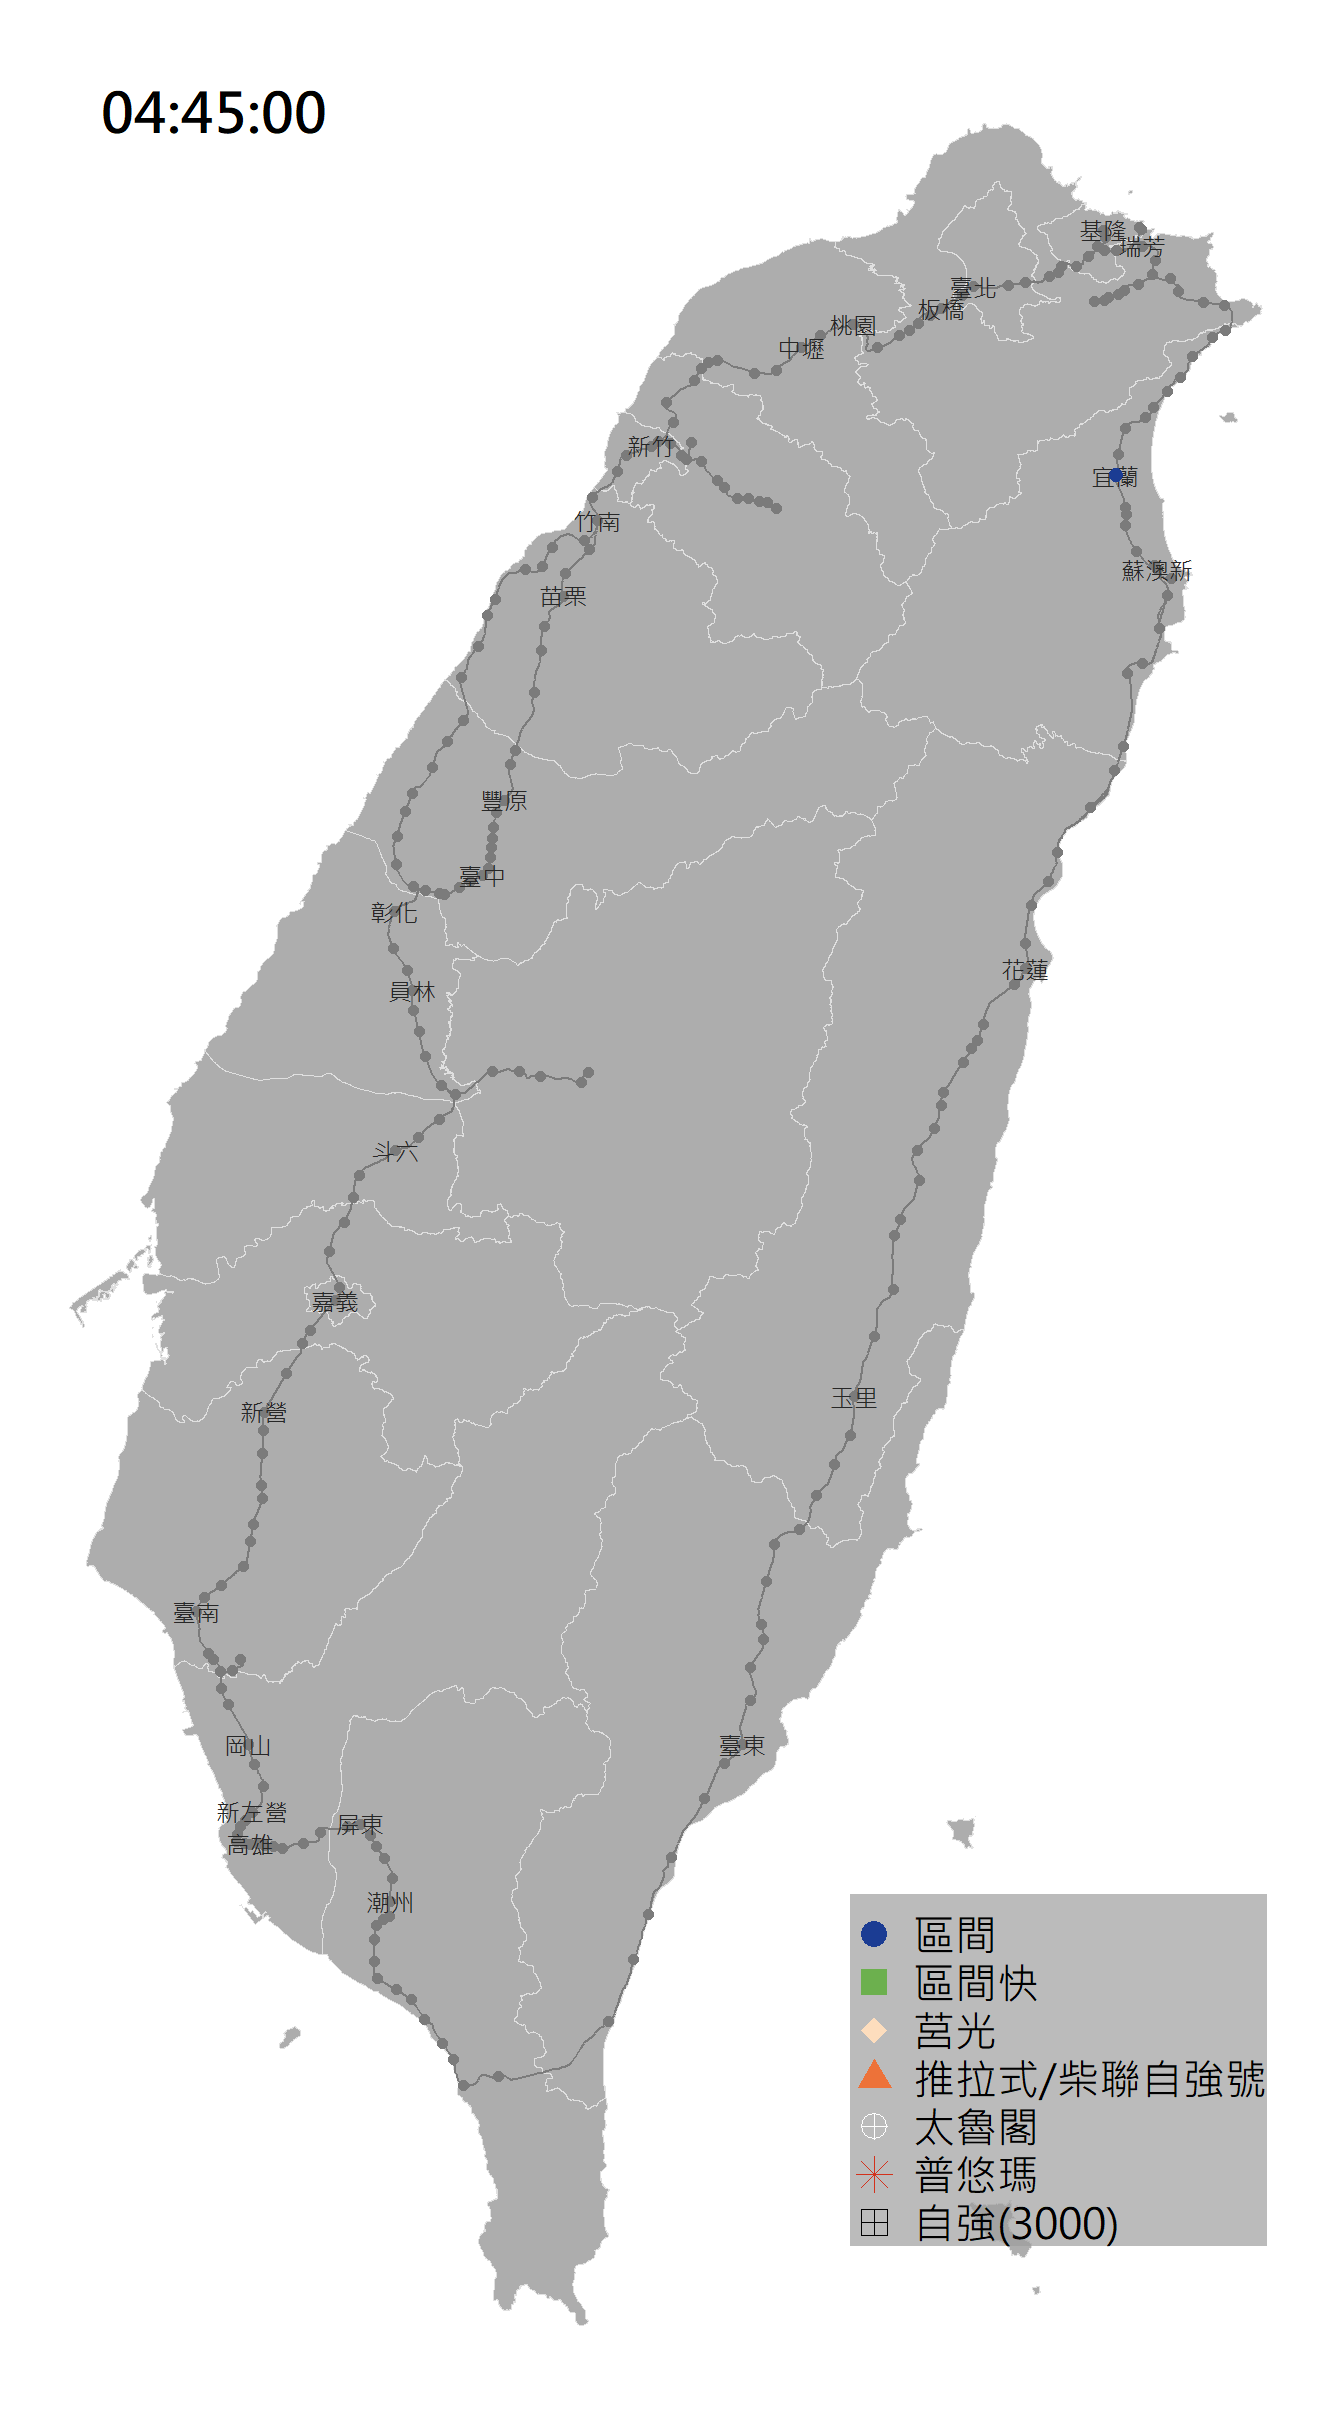 04:45:00
基隆
瑞芳
臺北
板橋
桃園
中壢
新竹
宜蘭
竹南
蘇澳新
苗栗
豐原
臺中
彰化
花蓮
員林
斗六
嘉義
玉里
新營
臺南
岡山
臺東
新左營
屏東
高雄
潮州
區間
區間快
莒光
推拉式/柴聯自強號
太魯閣
普悠瑪
自強(3000)